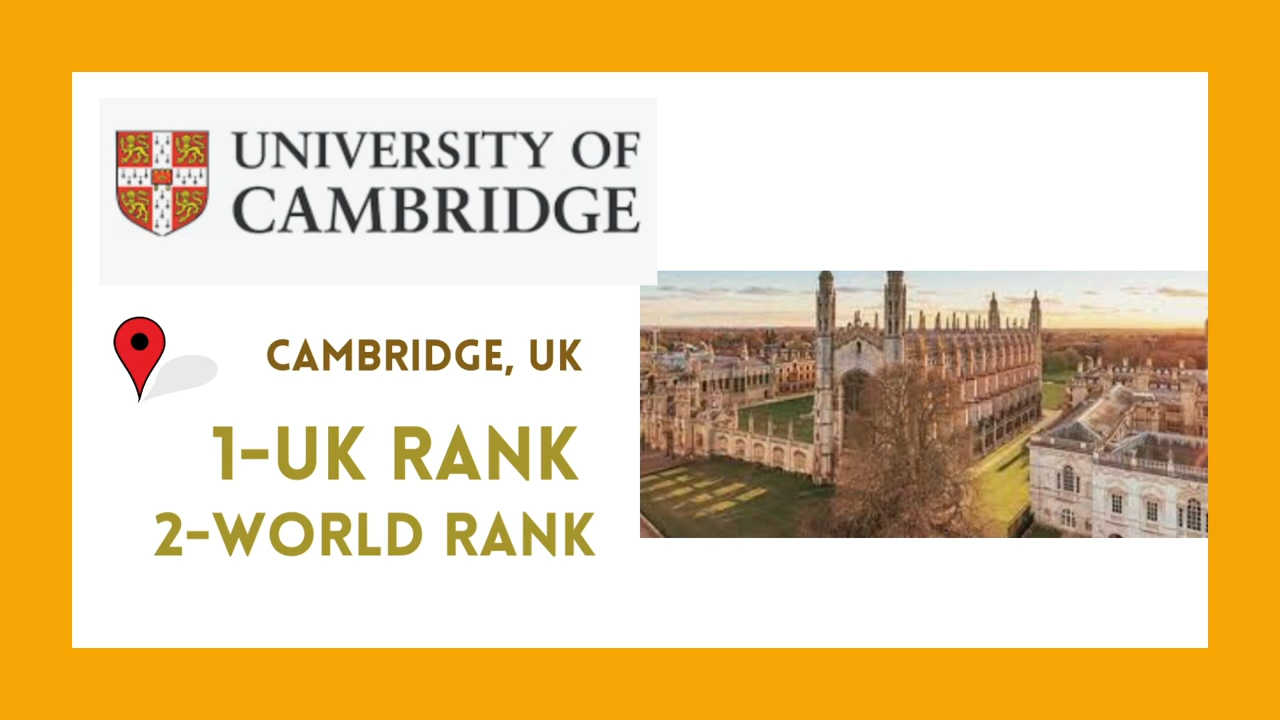 UNIVERSITY OF
CAMBRIDGE
CAMBRIDGE, UK
1-UK RANK
2-WORLD RANK